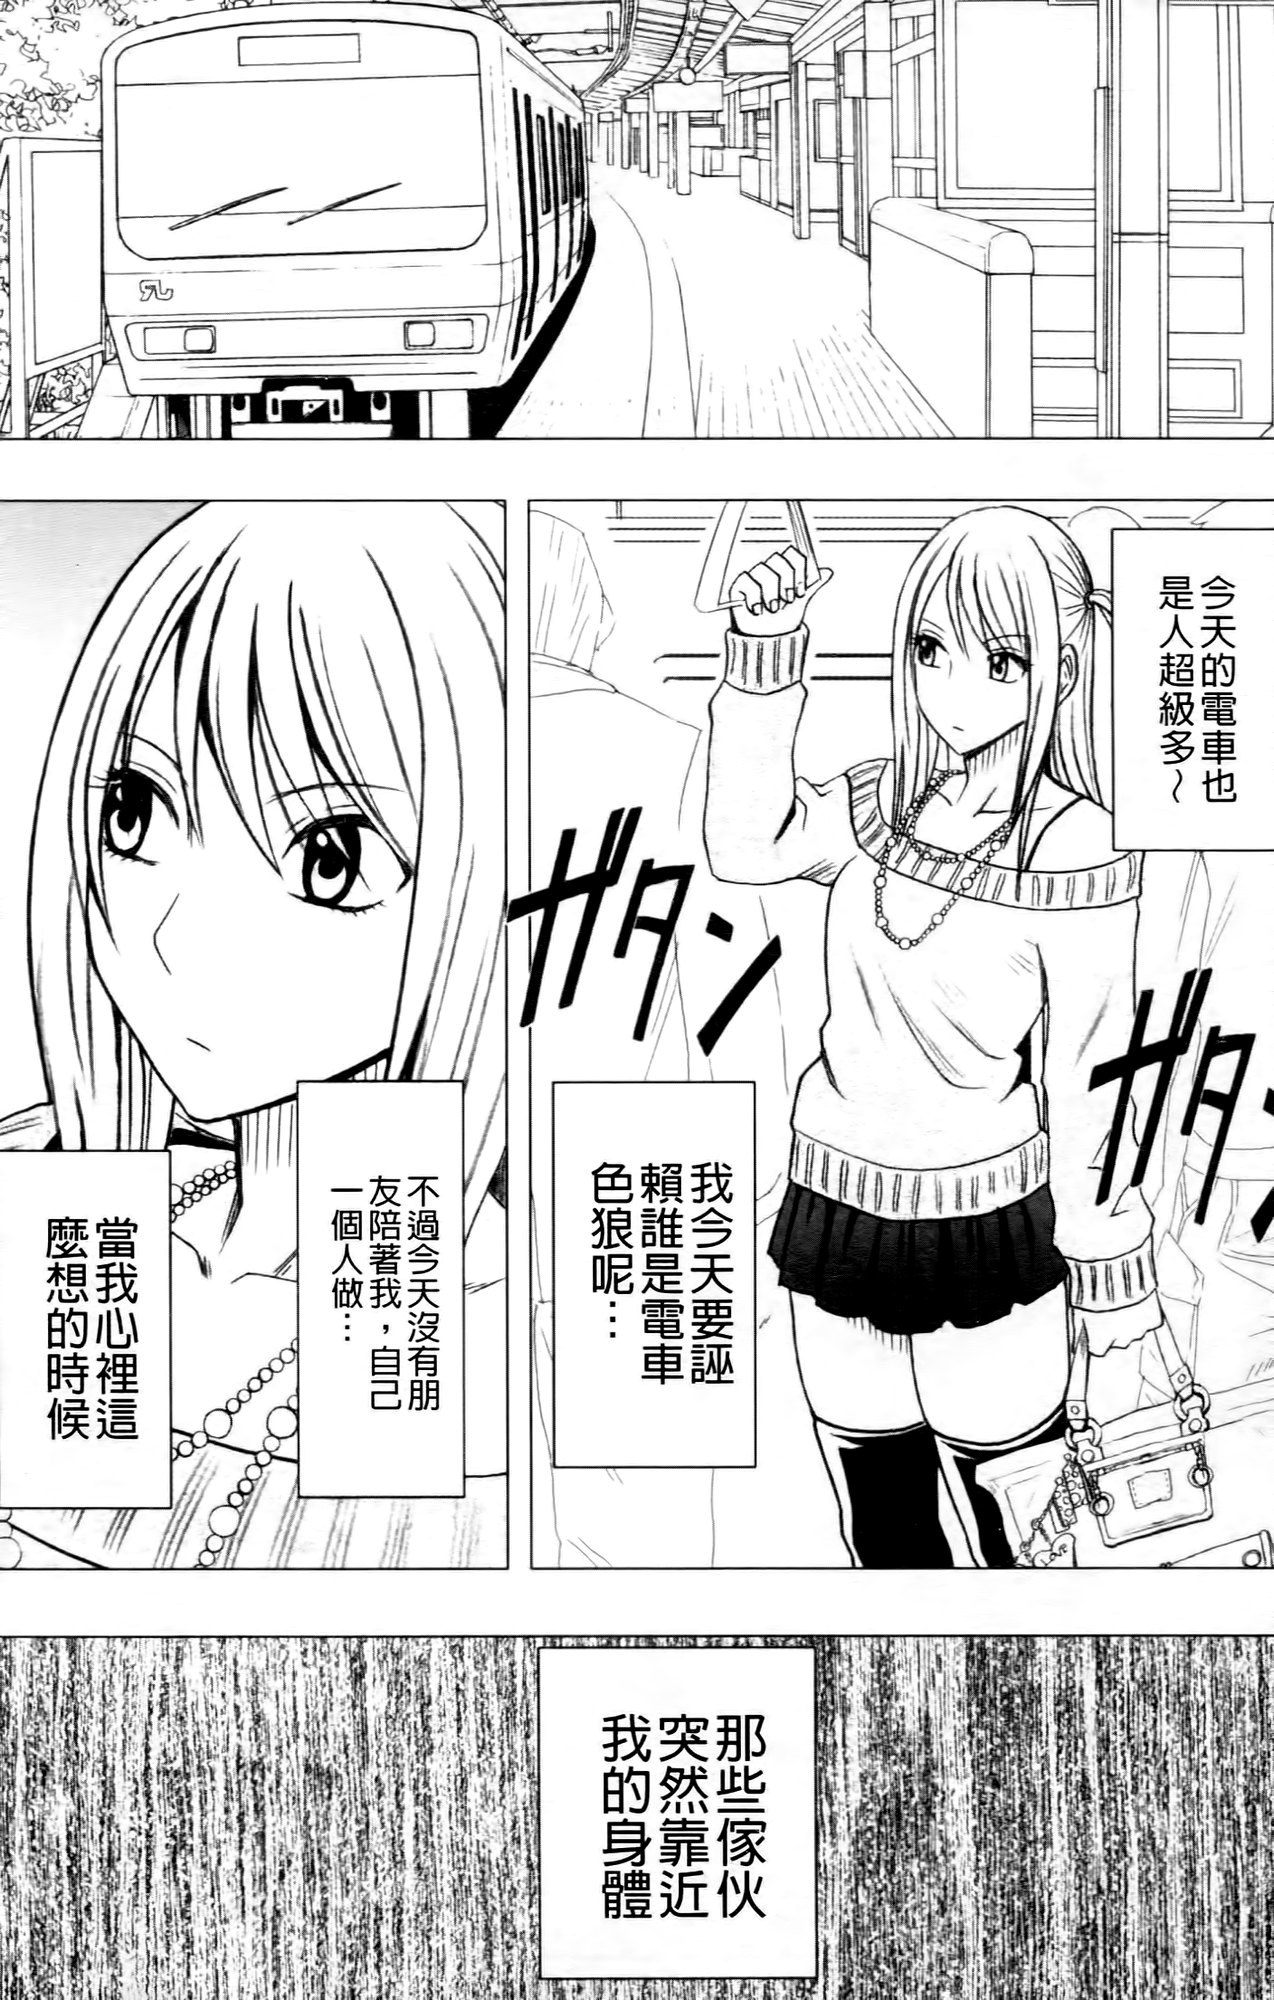 今天的電車也
是人超級多~
ガタン
ガタン
我今天要誣
賴誰是電車
色狼呢…
不過今天沒有朋
友陪著我，自己
一個人做…
當我心裡這
麼想的時候
那些傢伙
突然靠近
我的身體